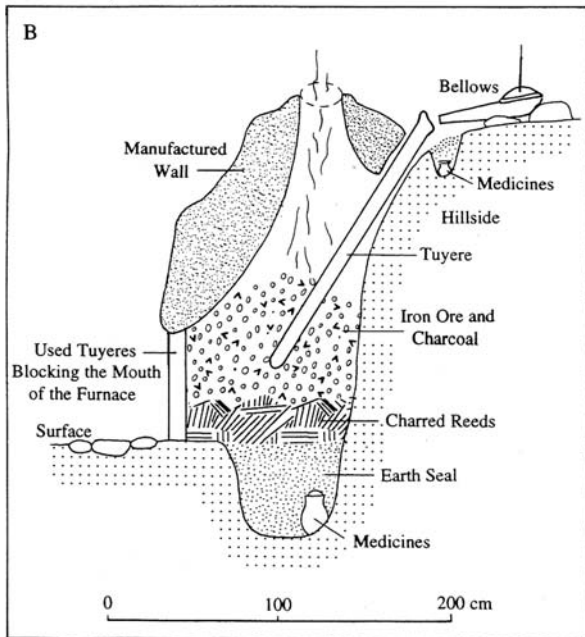 B
Bellows
Manufactured
Wall
Medicines
Hillside
Tuyere
Iron Ore and
Charcoal
Used Tuyeres
Blocking the Mouth
of the Furnace
Charred Reeds
Surface
Earth Seal
Medicines
0 100 200 cm